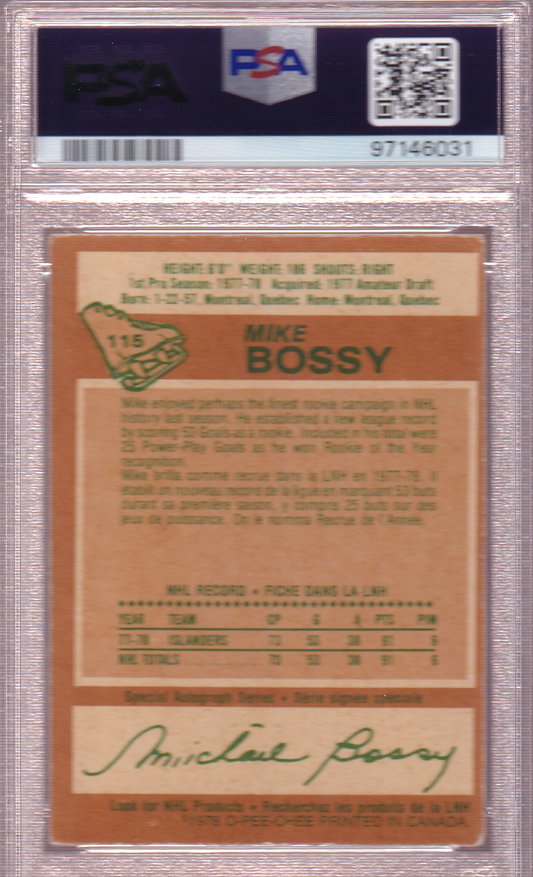 PSA
PSA
97146031
HEIGHT: 6'0" WEIGHT: 186 SHOOTS: RIGHT
1st Pro Season: 1977-78 Acquired: 1977 Amateur Draft
Born: 1-22-57, Montreal, Quebec Home: Montreal, Quebec
115
MIKE
BOSSY
Mike enjoyed perhaps the finest rookie campaign in NHL
history last season. He established a new league record
by scoring 53 Goals as a rookie. Included in his total were
25 Power-Play Goals as he won Rookie of the Year
recognition.
Mike brilla comme recrue dans la LNH en 1977-78. Il
établit un nouveau record de la ligue en marquant 53 buts
durant sa première saison, y compris 25 buts sur des
jeux de puissance. On le nomma Recrue de l'Année.
NHL RECORD • FICHE DANS LA LNH
YEAR TEAM GP G A PTS PIM
77-78 ISLANDERS 73 53 38 91 6
NHL TOTALS 73 53 38 91 6
Special Autograph Series • Série signée spéciale
Michael Bossy
Look for NHL Products • Recherchez les produits de la LNH
©1978 O-PEE-CHEE PRINTED IN CANADA.